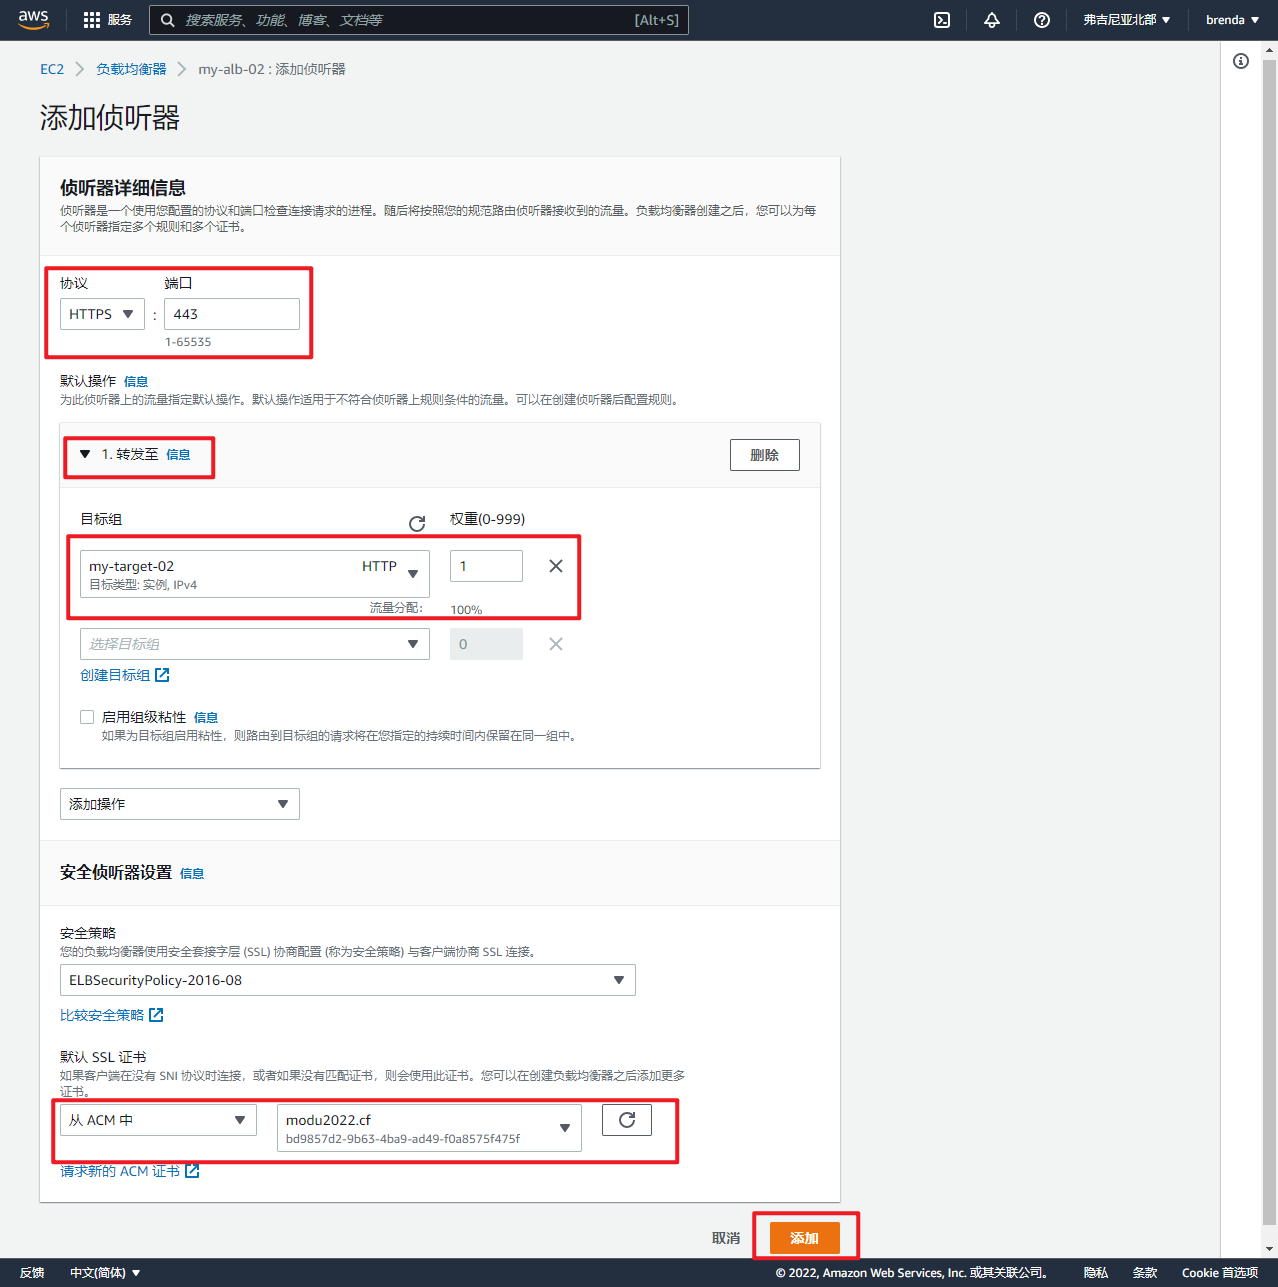 aws
服务
搜索服务、功能、博客、文档等
[Alt+S]
弗吉尼亚北部
brenda
EC2
负载均衡器
my-alb-02 : 添加侦听器
添加侦听器
侦听器详细信息
侦听器是一个使用您配置的协议和端口检查连接请求的进程。随后将按照您的规范路由侦听器接收到的流量。负载均衡器创建之后，您可以为每
个侦听器指定多个规则和多个证书。
协议
端口
HTTPS
:
443
1-65535
默认操作 信息
为此侦听器上的流量指定默认操作。默认操作适用于不符合侦听器上规则条件的流量。可以在创建侦听器后配置规则。
1. 转发至 信息
删除
目标组
权重(0-999)
my-target-02
HTTP
目标类型: 实例, IPv4
1
流量分配：
100%
选择目标组
0
创建目标组
启用组级粘性 信息
如果为目标组启用粘性，则路由到目标组的请求将在您指定的持续时间内保留在同一组中。
添加操作
安全侦听器设置 信息
安全策略
您的负载均衡器使用安全套接字层 (SSL) 协商配置 (称为安全策略) 与客户端协商 SSL 连接。
ELBSecurityPolicy-2016-08
比较安全策略
默认 SSL 证书
如果客户端在没有 SNI 协议时连接，或者如果没有匹配证书，则会使用此证书。您可以在创建负载均衡器之后添加更多
证书。
从 ACM 中
modu2022.cf
bd9857d2-9b63-4ba9-ad49-f0a8575f475f
请求新的 ACM 证书
取消
添加
反馈
中文(简体)
© 2022, Amazon Web Services, Inc. 或其关联公司。
隐私
条款
Cookie 首选项